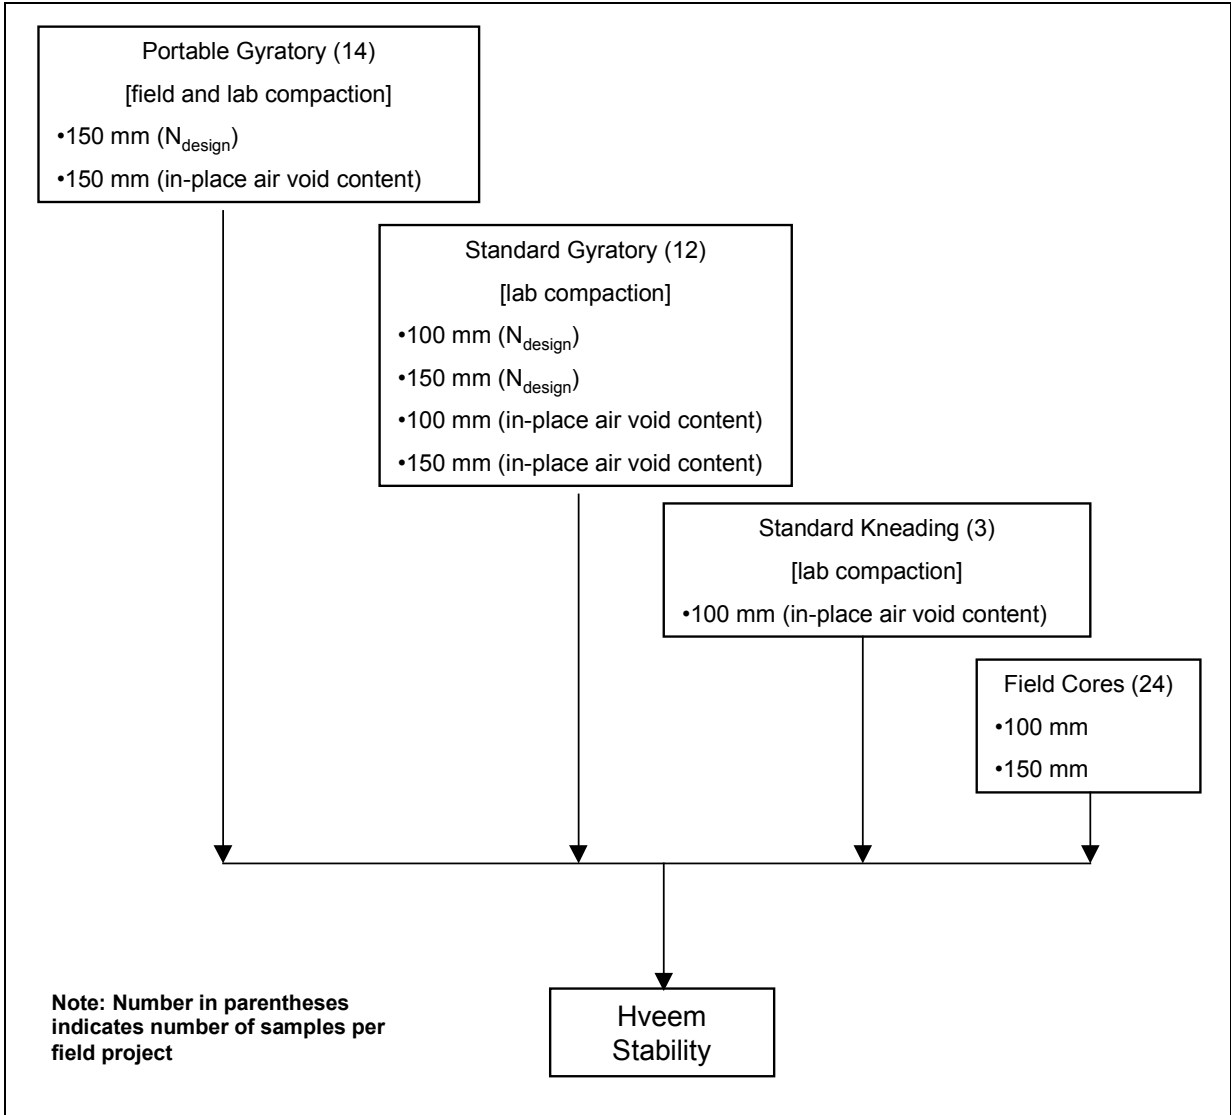 Portable Gyratory (14)
[field and lab compaction]
•150 mm (Ndesign)
•150 mm (in-place air void content)
Standard Gyratory (12)
[lab compaction]
•100 mm (Ndesign)
•150 mm (Ndesign)
•100 mm (in-place air void content)
•150 mm (in-place air void content)
Standard Kneading (3)
[lab compaction]
•100 mm (in-place air void content)
Field Cores (24)
•100 mm
•150 mm
Note: Number in parentheses
indicates number of samples per
field project
Hveem
Stability